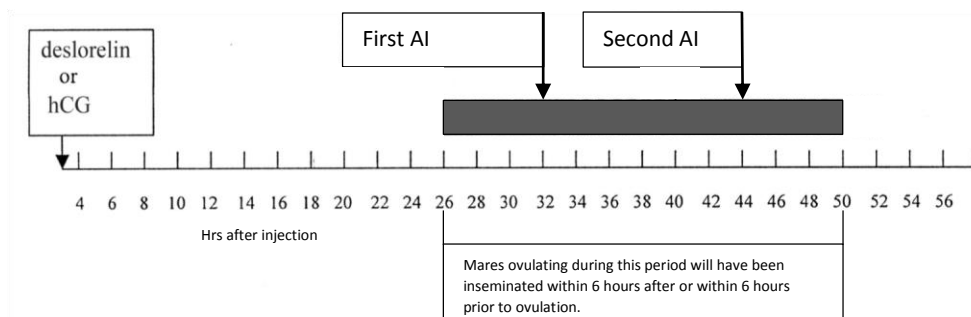 deslorelin
or
hCG
First AI
Second AI
4 6 8 10 12 14 16 18 20 22 24 26 28 30 32 34 36 38 40 42 44 46 48 50 52 54 56
Hrs after injection
Mares ovulating during this period will have been
inseminated within 6 hours after or within 6 hours
prior to ovulation.